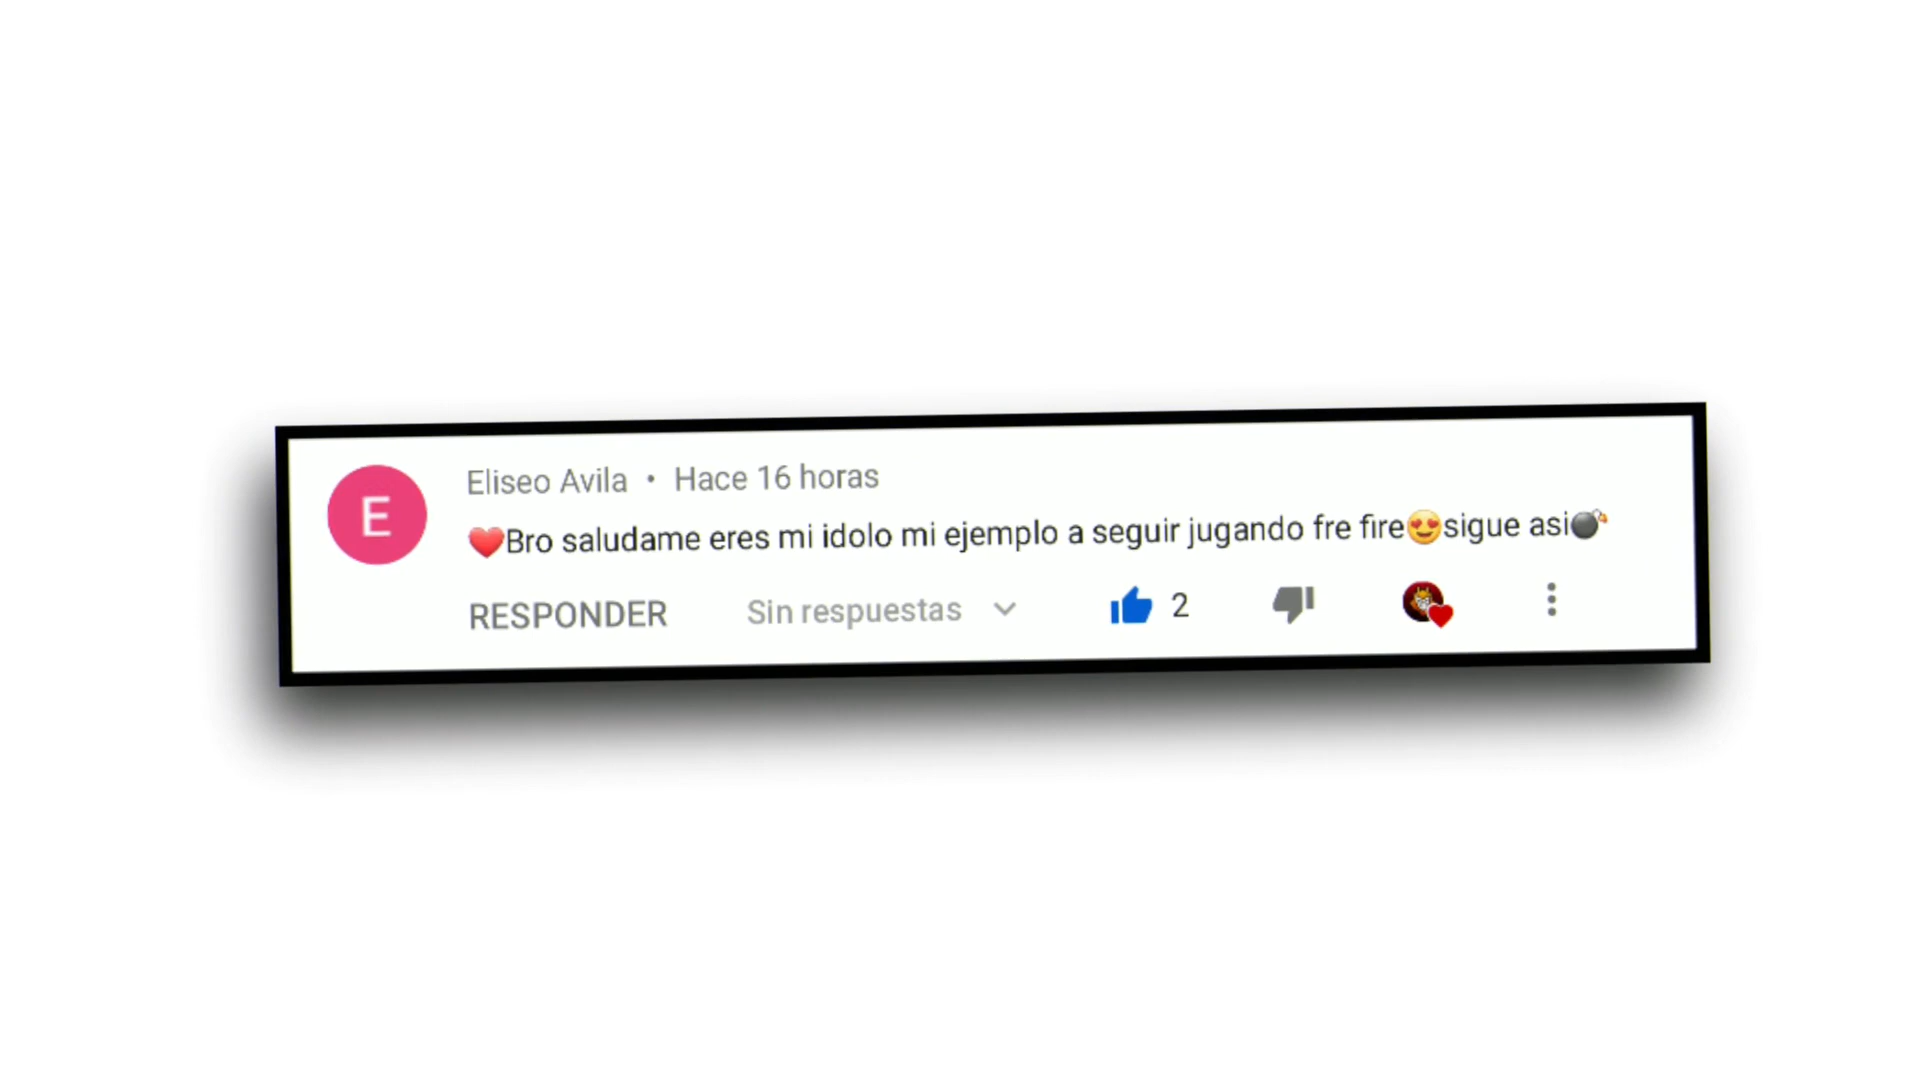 E
Eliseo Avila • Hace 16 horas
❤️Bro saludame eres mi idolo mi ejemplo a seguir jugando fre fire😍sigue asi💣
RESPONDER Sin respuestas 2